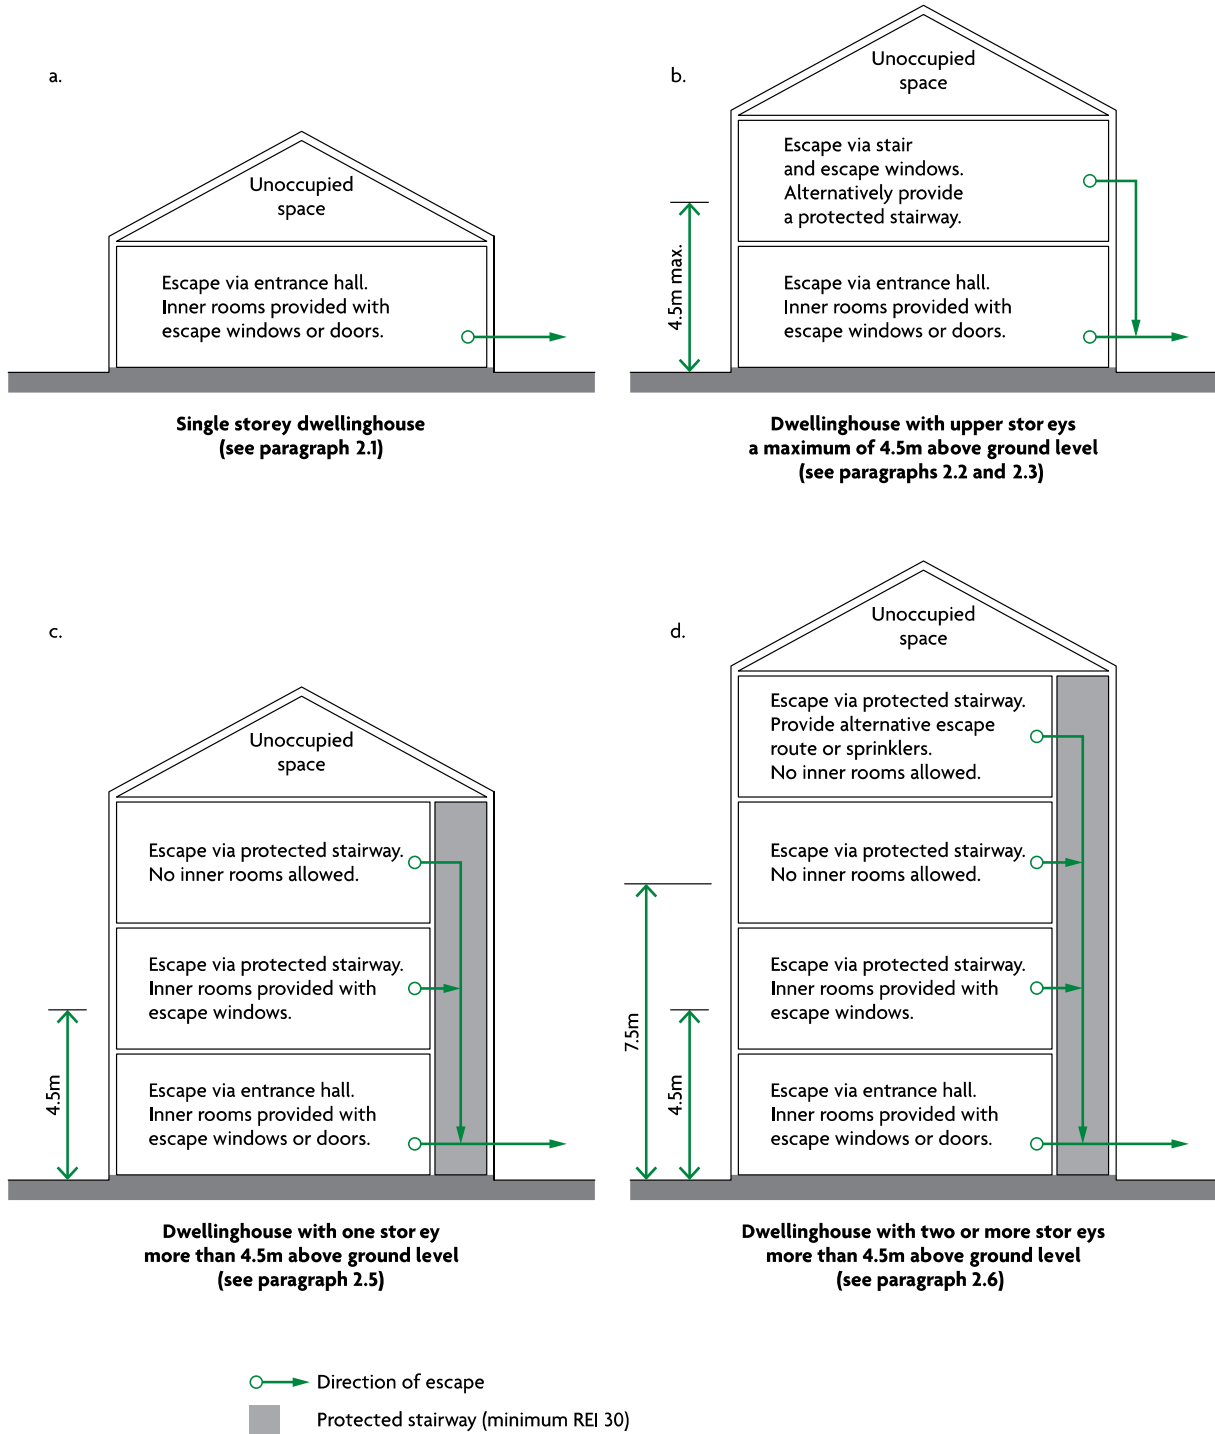 a.
Unoccupied
space
Escape via entrance hall.
Inner rooms provided with
escape windows or doors.
Single storey dwellinghouse
(see paragraph 2.1)
b.
Unoccupied
space
Escape via stair
and escape windows.
Alternatively provide
a protected stairway.
4.5m max.
Escape via entrance hall.
Inner rooms provided with
escape windows or doors.
Dwellinghouse with upper stor eys
a maximum of 4.5m above ground level
(see paragraphs 2.2 and 2.3)
c.
Unoccupied
space
Escape via protected stairway.
No inner rooms allowed.
Escape via protected stairway.
Inner rooms provided with
escape windows.
4.5m
Escape via entrance hall.
Inner rooms provided with
escape windows or doors.
Dwellinghouse with one stor ey
more than 4.5m above ground level
(see paragraph 2.5)
d.
Unoccupied
space
Escape via protected stairway.
Provide alternative escape
route or sprinklers.
No inner rooms allowed.
Escape via protected stairway.
No inner rooms allowed.
Escape via protected stairway.
Inner rooms provided with
escape windows.
7.5m
4.5m
Escape via entrance hall.
Inner rooms provided with
escape windows or doors.
Dwellinghouse with two or more stor eys
more than 4.5m above ground level
(see paragraph 2.6)
Direction of escape
Protected stairway (minimum REI 30)